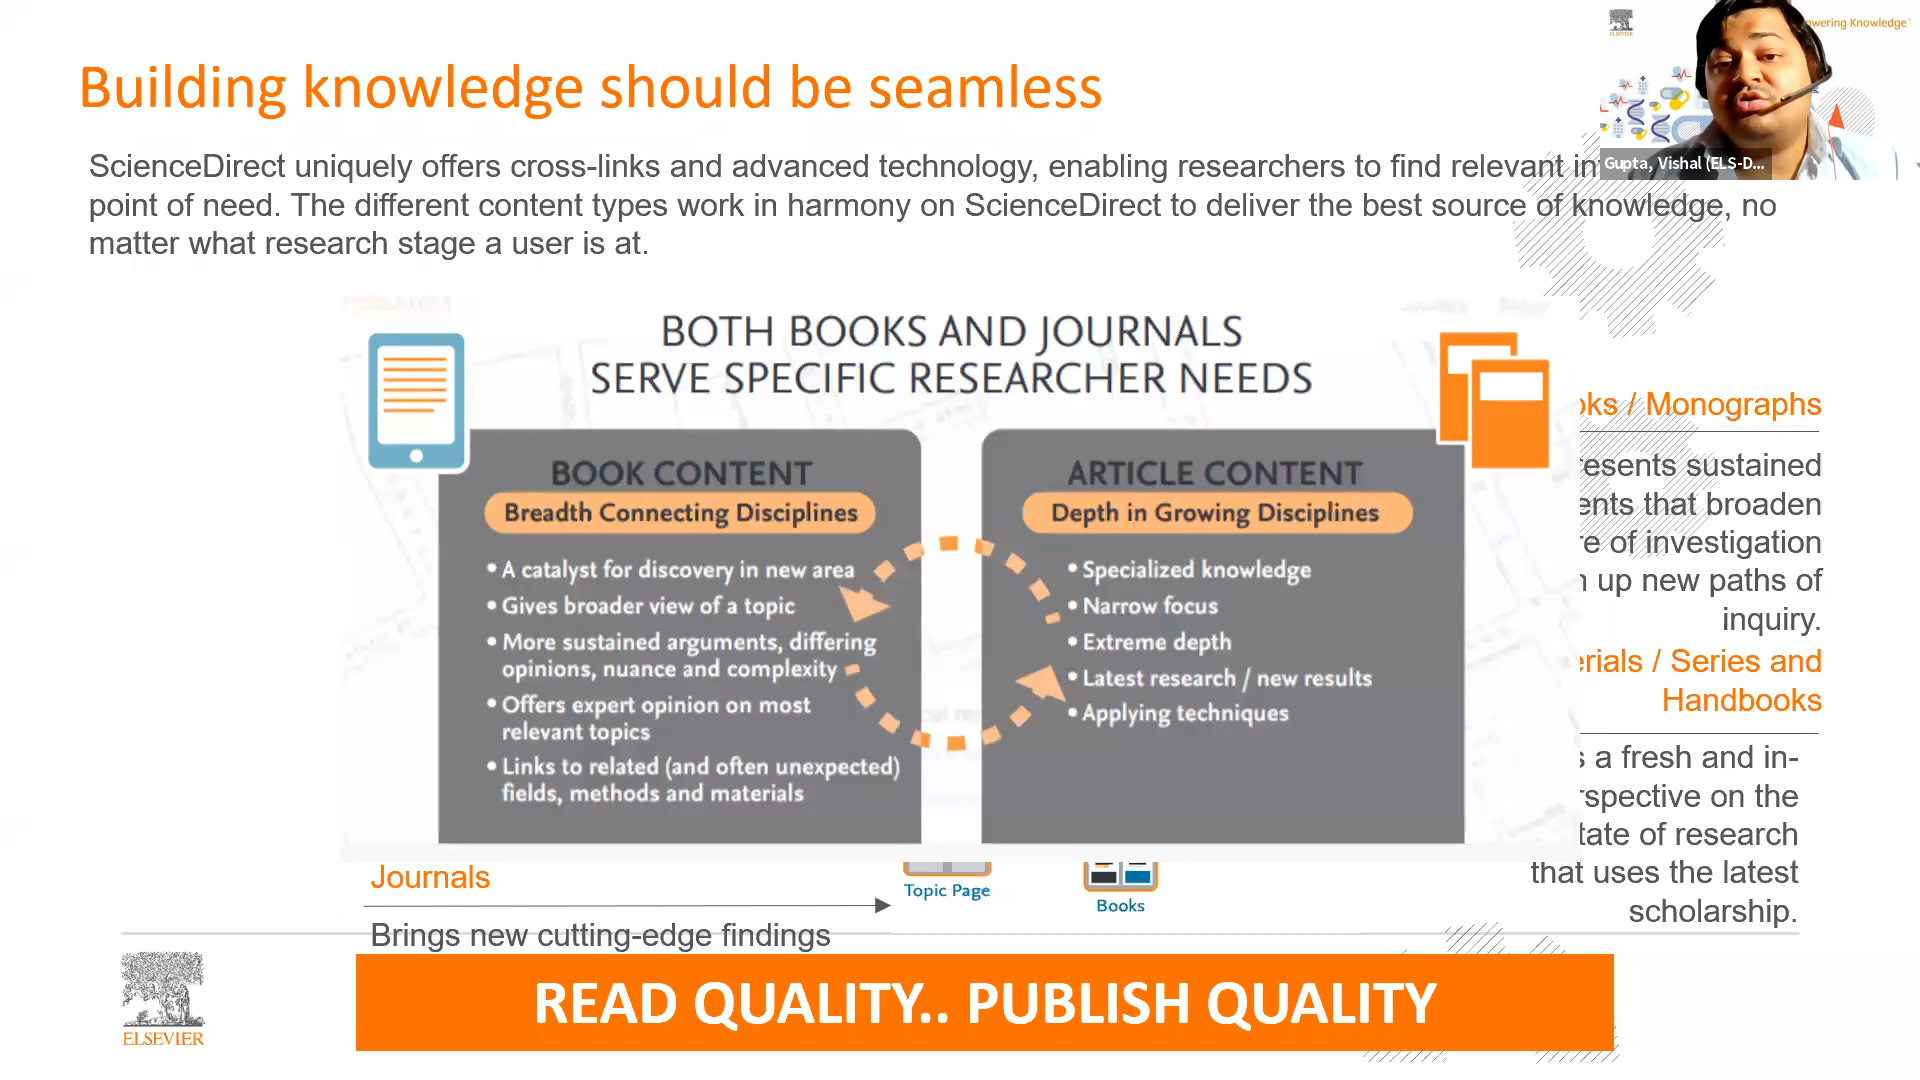 Building knowledge should be seamless
ELSEVIER
owering Knowledge
Gupta, Vishal (ELS-D...
ScienceDirect uniquely offers cross-links and advanced technology, enabling researchers to find relevant
point of need. The different content types work in harmony on ScienceDirect to deliver the best source of knowledge, no
matter what research stage a user is at.
BOTH BOOKS AND JOURNALS
SERVE SPECIFIC RESEARCHER NEEDS
BOOK CONTENT
Breadth Connecting Disciplines
• A catalyst for discovery in new area
• Gives broader view of a topic
• More sustained arguments, differing
opinions, nuance and complexity
• Offers expert opinion on most
relevant topics
• Links to related (and often unexpected)
fields, methods and materials
ARTICLE CONTENT
Depth in Growing Disciplines
• Specialized knowledge
• Narrow focus
• Extreme depth
• Latest research / new results
• Applying techniques
oks / Monographs
resents sustained
ents that broaden
re of investigation
n up new paths of
inquiry.
erials / Series and
Handbooks
s a fresh and in-
rspective on the
tate of research
that uses the latest
scholarship.
Journals
Brings new cutting-edge findings
Topic Page
Books
ELSEVIER
READ QUALITY.. PUBLISH QUALITY